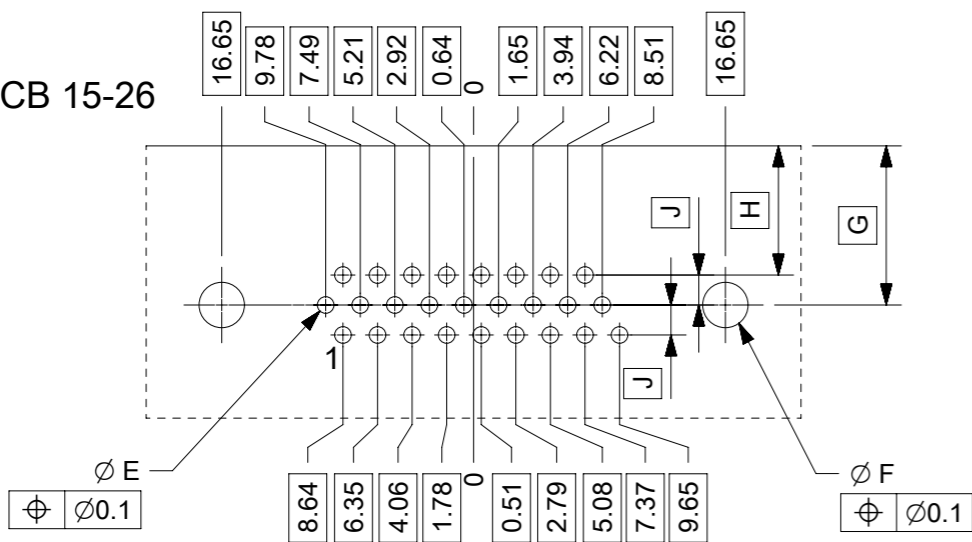 16.65
9.78
7.49
5.21
2.92
0.64
0
1.65
3.94
6.22
8.51
16.65
CB 15-26
J
H
G
1
J
Ø E
⌖ Ø0.1
8.64
6.35
4.06
1.78
0
0.51
2.79
5.08
7.37
9.65
Ø F
⌖ Ø0.1